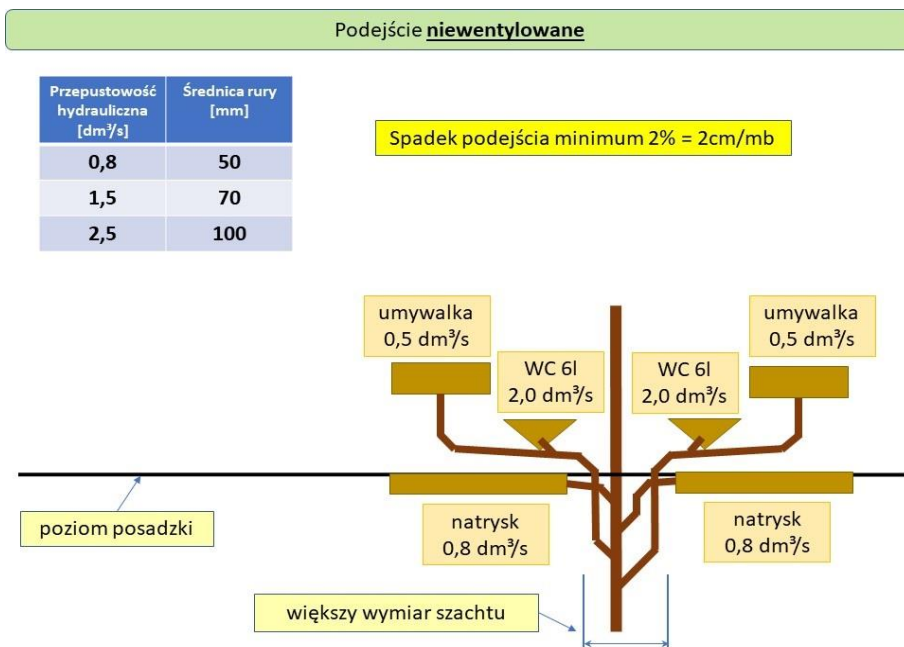 Podejście niewentylowane
Przepustowość
hydrauliczna
[dm³/s]
Średnica rury
[mm]
0,8 50
1,5 70
2,5 100
Spadek podejścia minimum 2% = 2cm/mb
umywalka
0,5 dm³/s
WC 6l
2,0 dm³/s
WC 6l
2,0 dm³/s
umywalka
0,5 dm³/s
poziom posadzki
natrysk
0,8 dm³/s
natrysk
0,8 dm³/s
większy wymiar szachtu